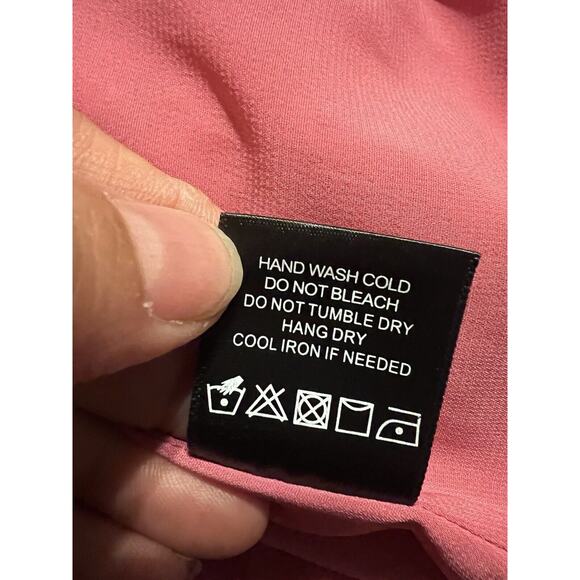 HAND WASH COLD
DO NOT BLEACH
DO NOT TUMBLE DRY
HANG DRY
COOL IRON IF NEEDED